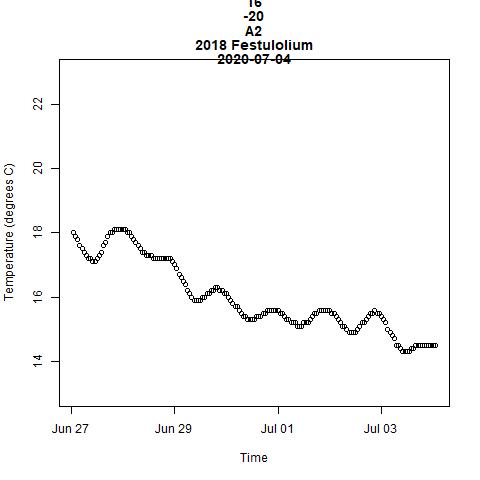 16
-20
A2
2018 Festulolium
2020-07-04
22
20
18
16
14
Temperature (degrees C)
Jun 27
Jun 29
Jul 01
Jul 03
Time